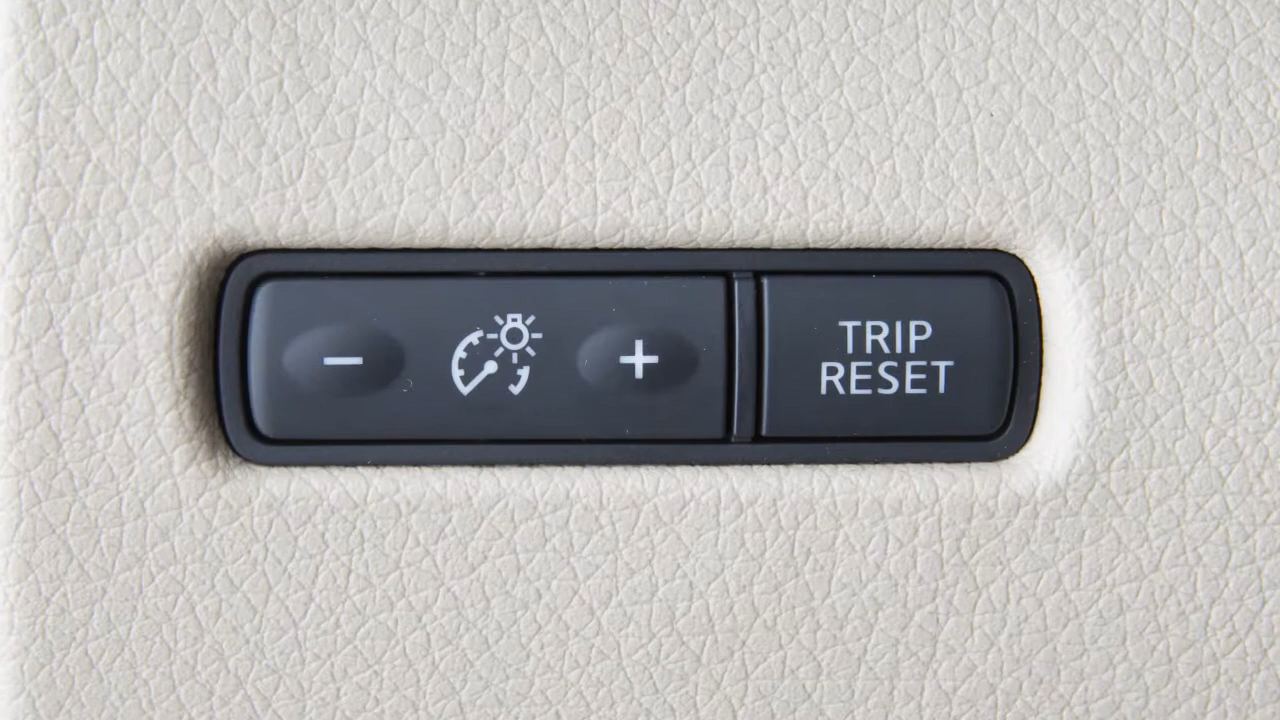 − +
TRIP
RESET